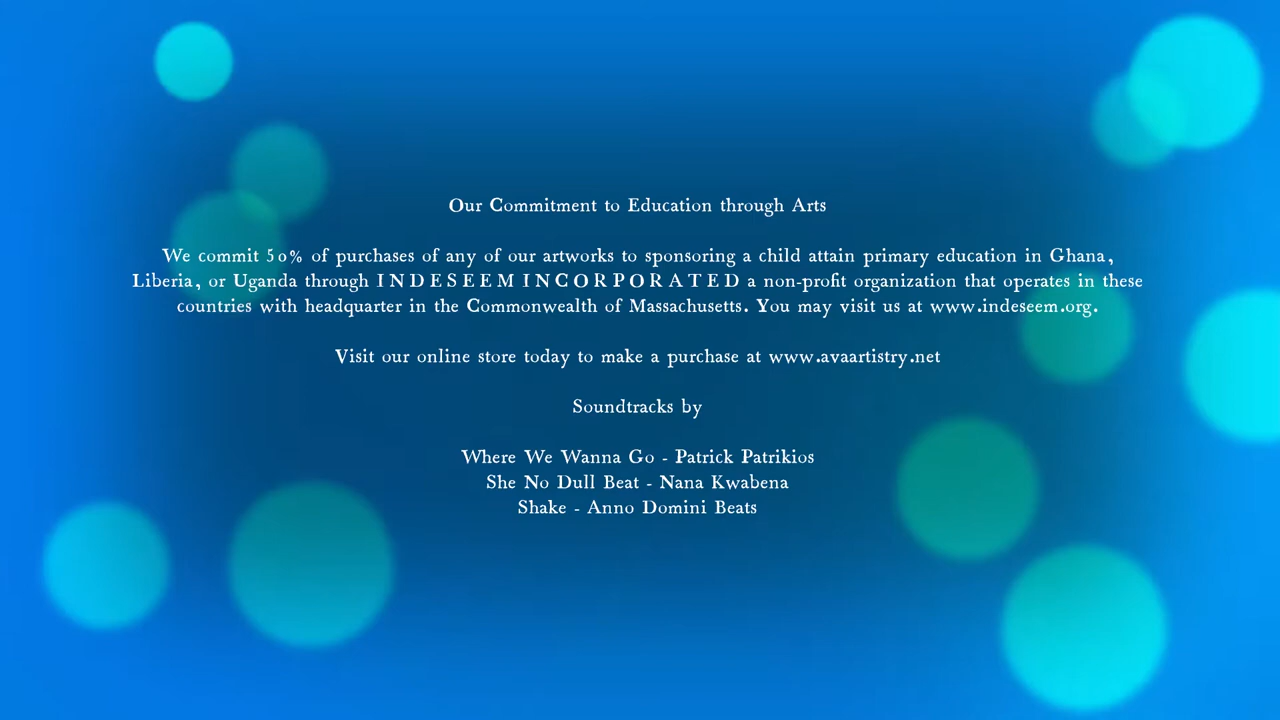 Our Commitment to Education through Arts
We commit 50% of purchases of any of our artworks to sponsoring a child attain primary education in Ghana,
Liberia, or Uganda through I N D E S E E M I N C O R P O R A T E D a non-profit organization that operates in these
countries with headquarter in the Commonwealth of Massachusetts. You may visit us at www.indeseem.org.
Visit our online store today to make a purchase at www.avaartistry.net
Soundtracks by
Where We Wanna Go - Patrick Patrikios
She No Dull Beat - Nana Kwabena
Shake - Anno Domini Beats